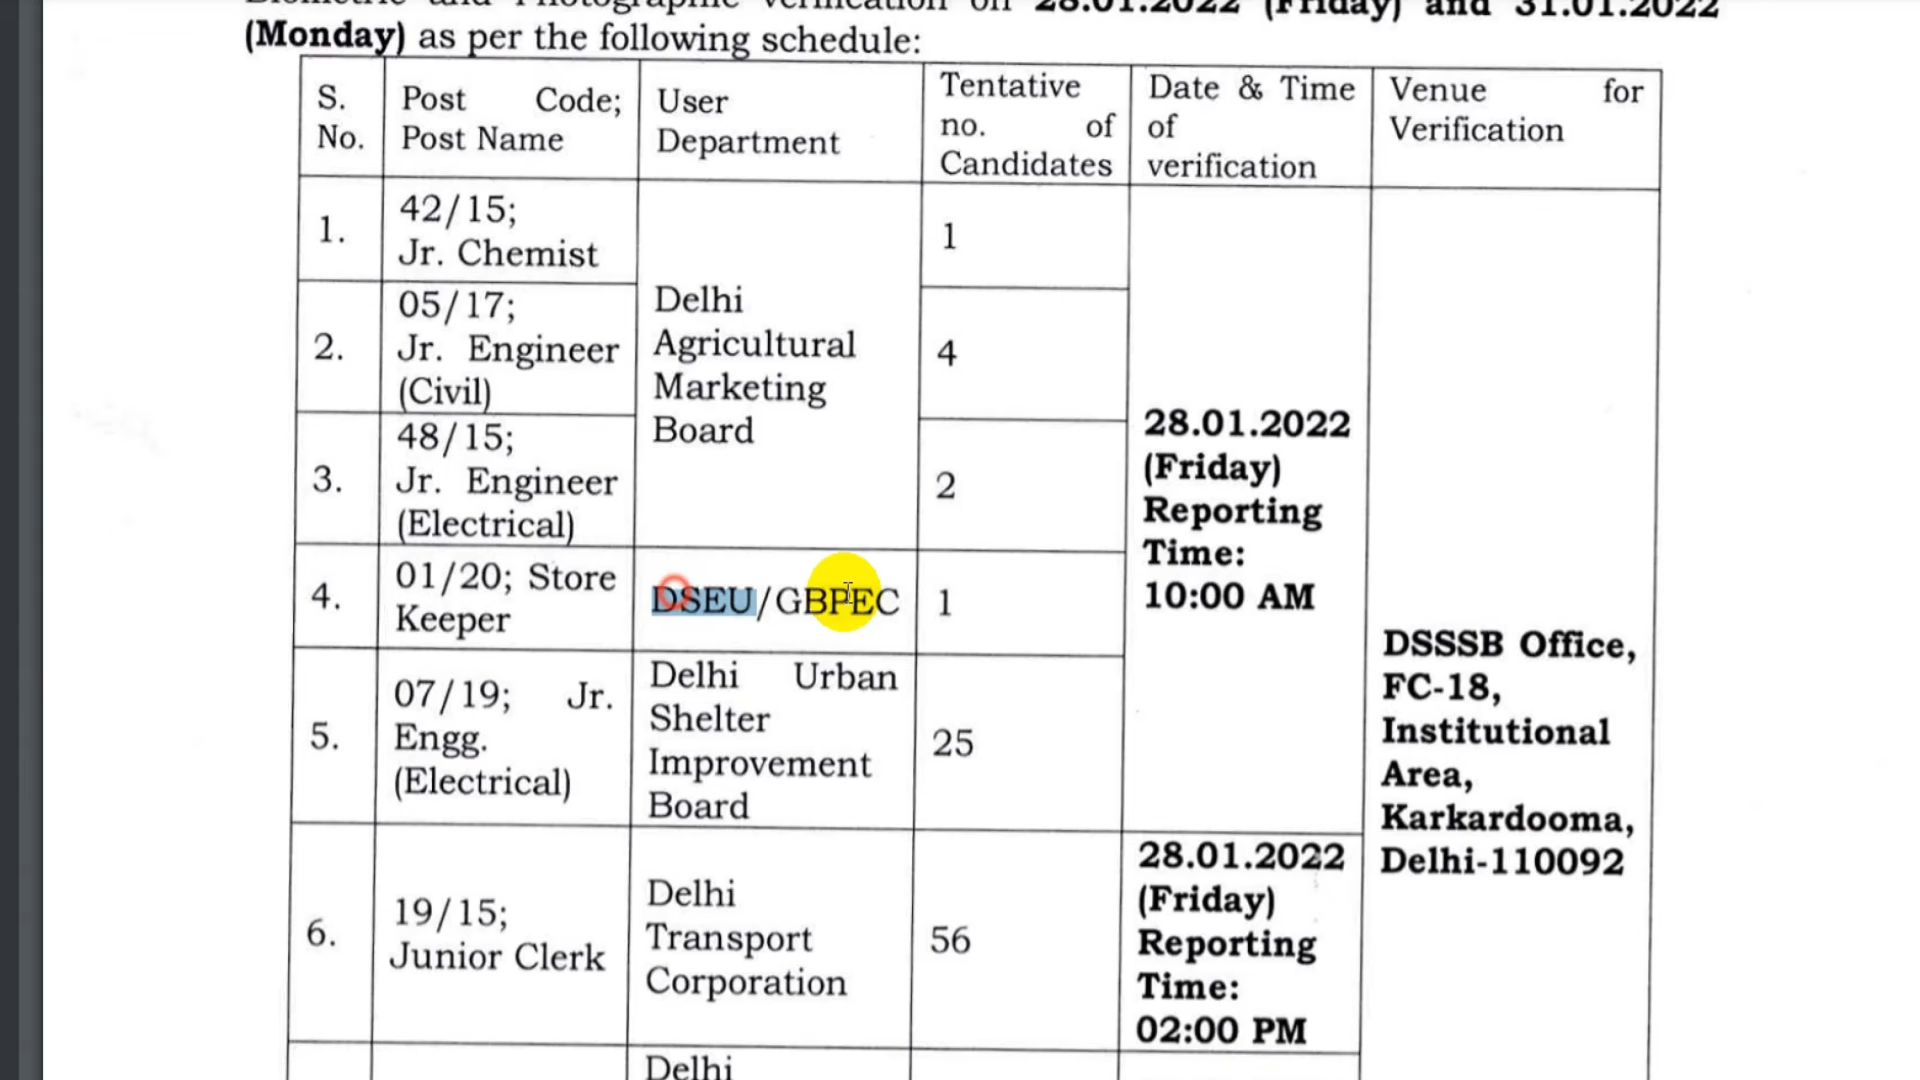 Biometric and Photographic verification on 28.01.2022 (Friday) and 31.01.2022
(Monday) as per the following schedule:
S. No.
Post Code; Post Name
User Department
Tentative no. of Candidates
Date & Time of verification
Venue for Verification
1.
42/15;
Jr. Chemist
Delhi
Agricultural
Marketing
Board
1
28.01.2022
(Friday)
Reporting
Time:
10:00 AM
DSSSB Office,
FC-18,
Institutional
Area,
Karkardooma,
Delhi-110092
2.
05/17;
Jr. Engineer
(Civil)
4
3.
48/15;
Jr. Engineer
(Electrical)
2
4.
01/20; Store
Keeper
DSEU/GBPEC
1
5.
07/19; Jr.
Engg.
(Electrical)
Delhi Urban
Shelter
Improvement
Board
25
6.
19/15;
Junior Clerk
Delhi
Transport
Corporation
56
28.01.2022
(Friday)
Reporting
Time:
02:00 PM
Delhi